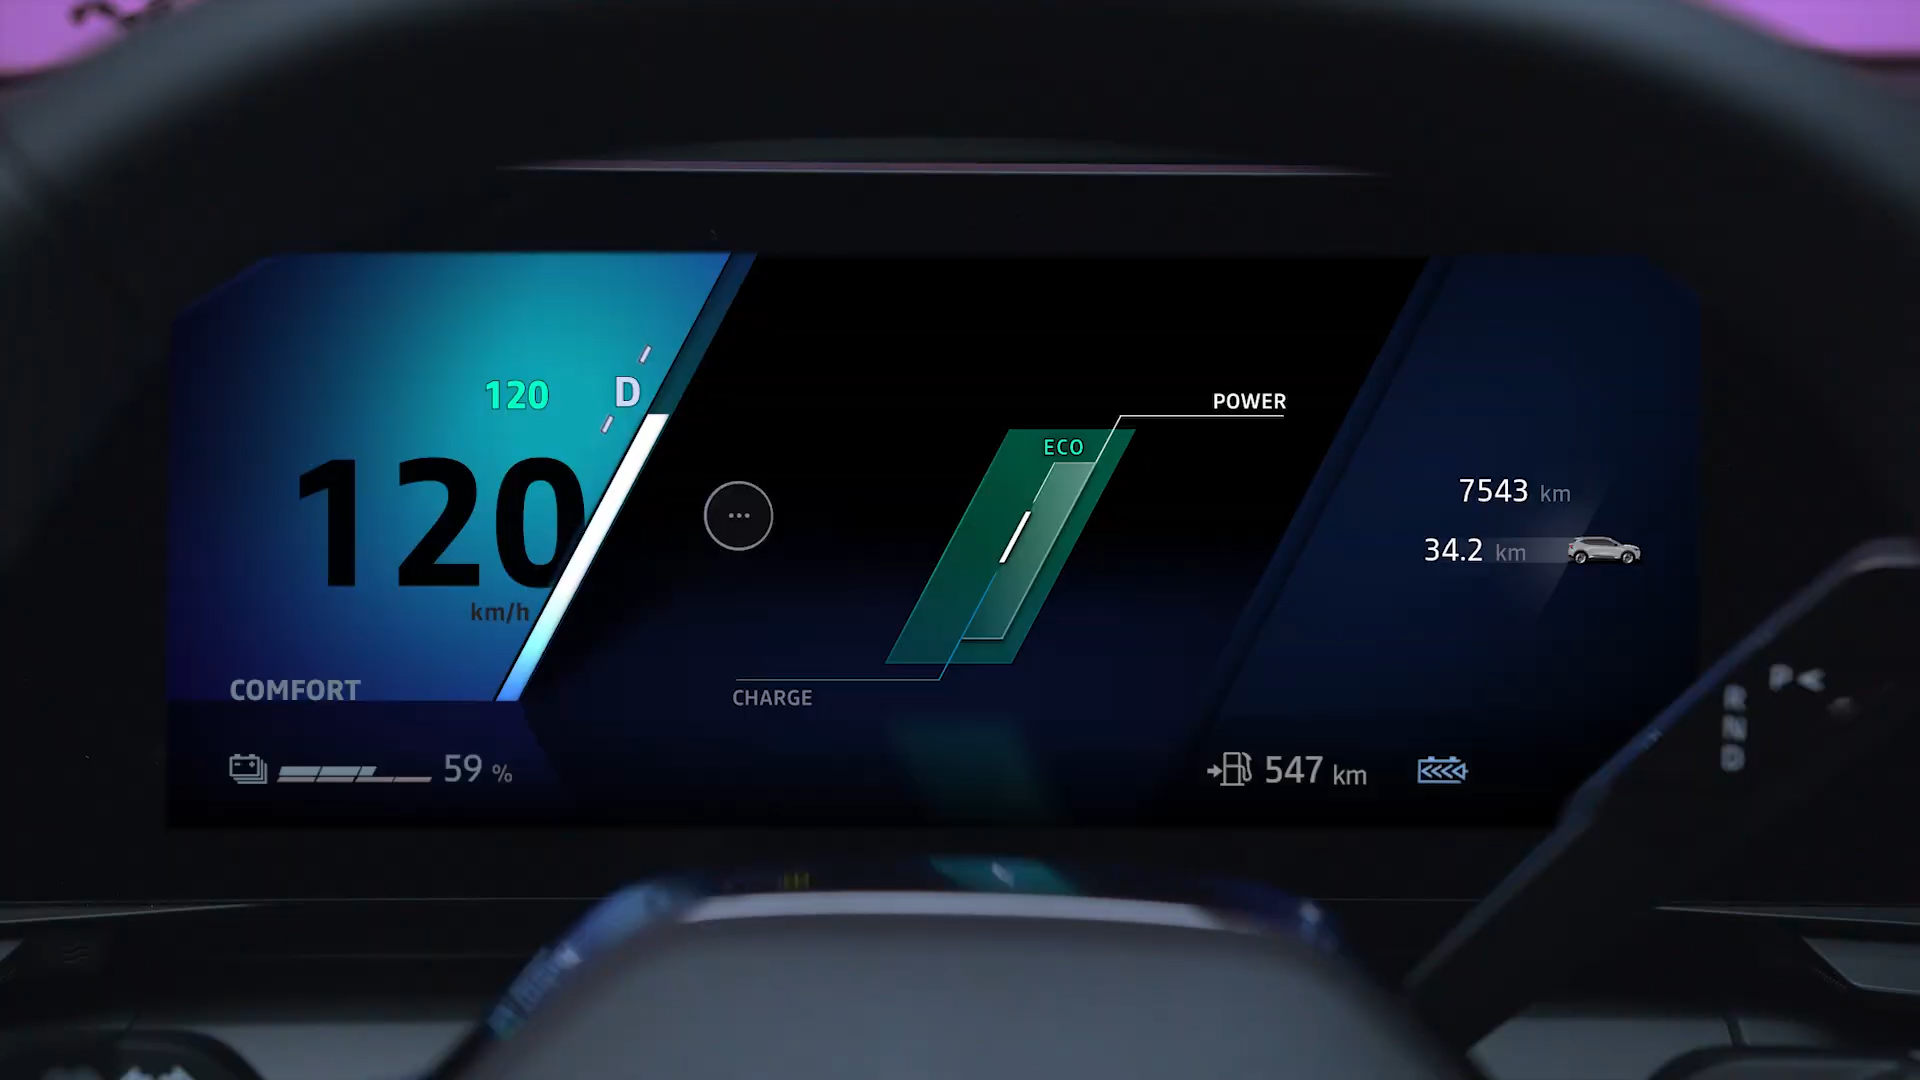 120 D
120
km/h
COMFORT
59 %
...
POWER
ECO
CHARGE
7543 km
34.2 km
547 km
P
R
N
D